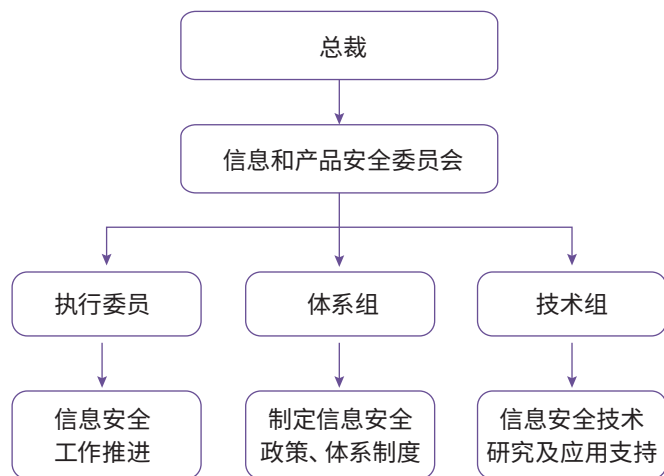 总裁
信息和产品安全委员会
执行委员
体系组
技术组
信息安全
工作推进
制定信息安全
政策、体系制度
信息安全技术
研究及应用支持